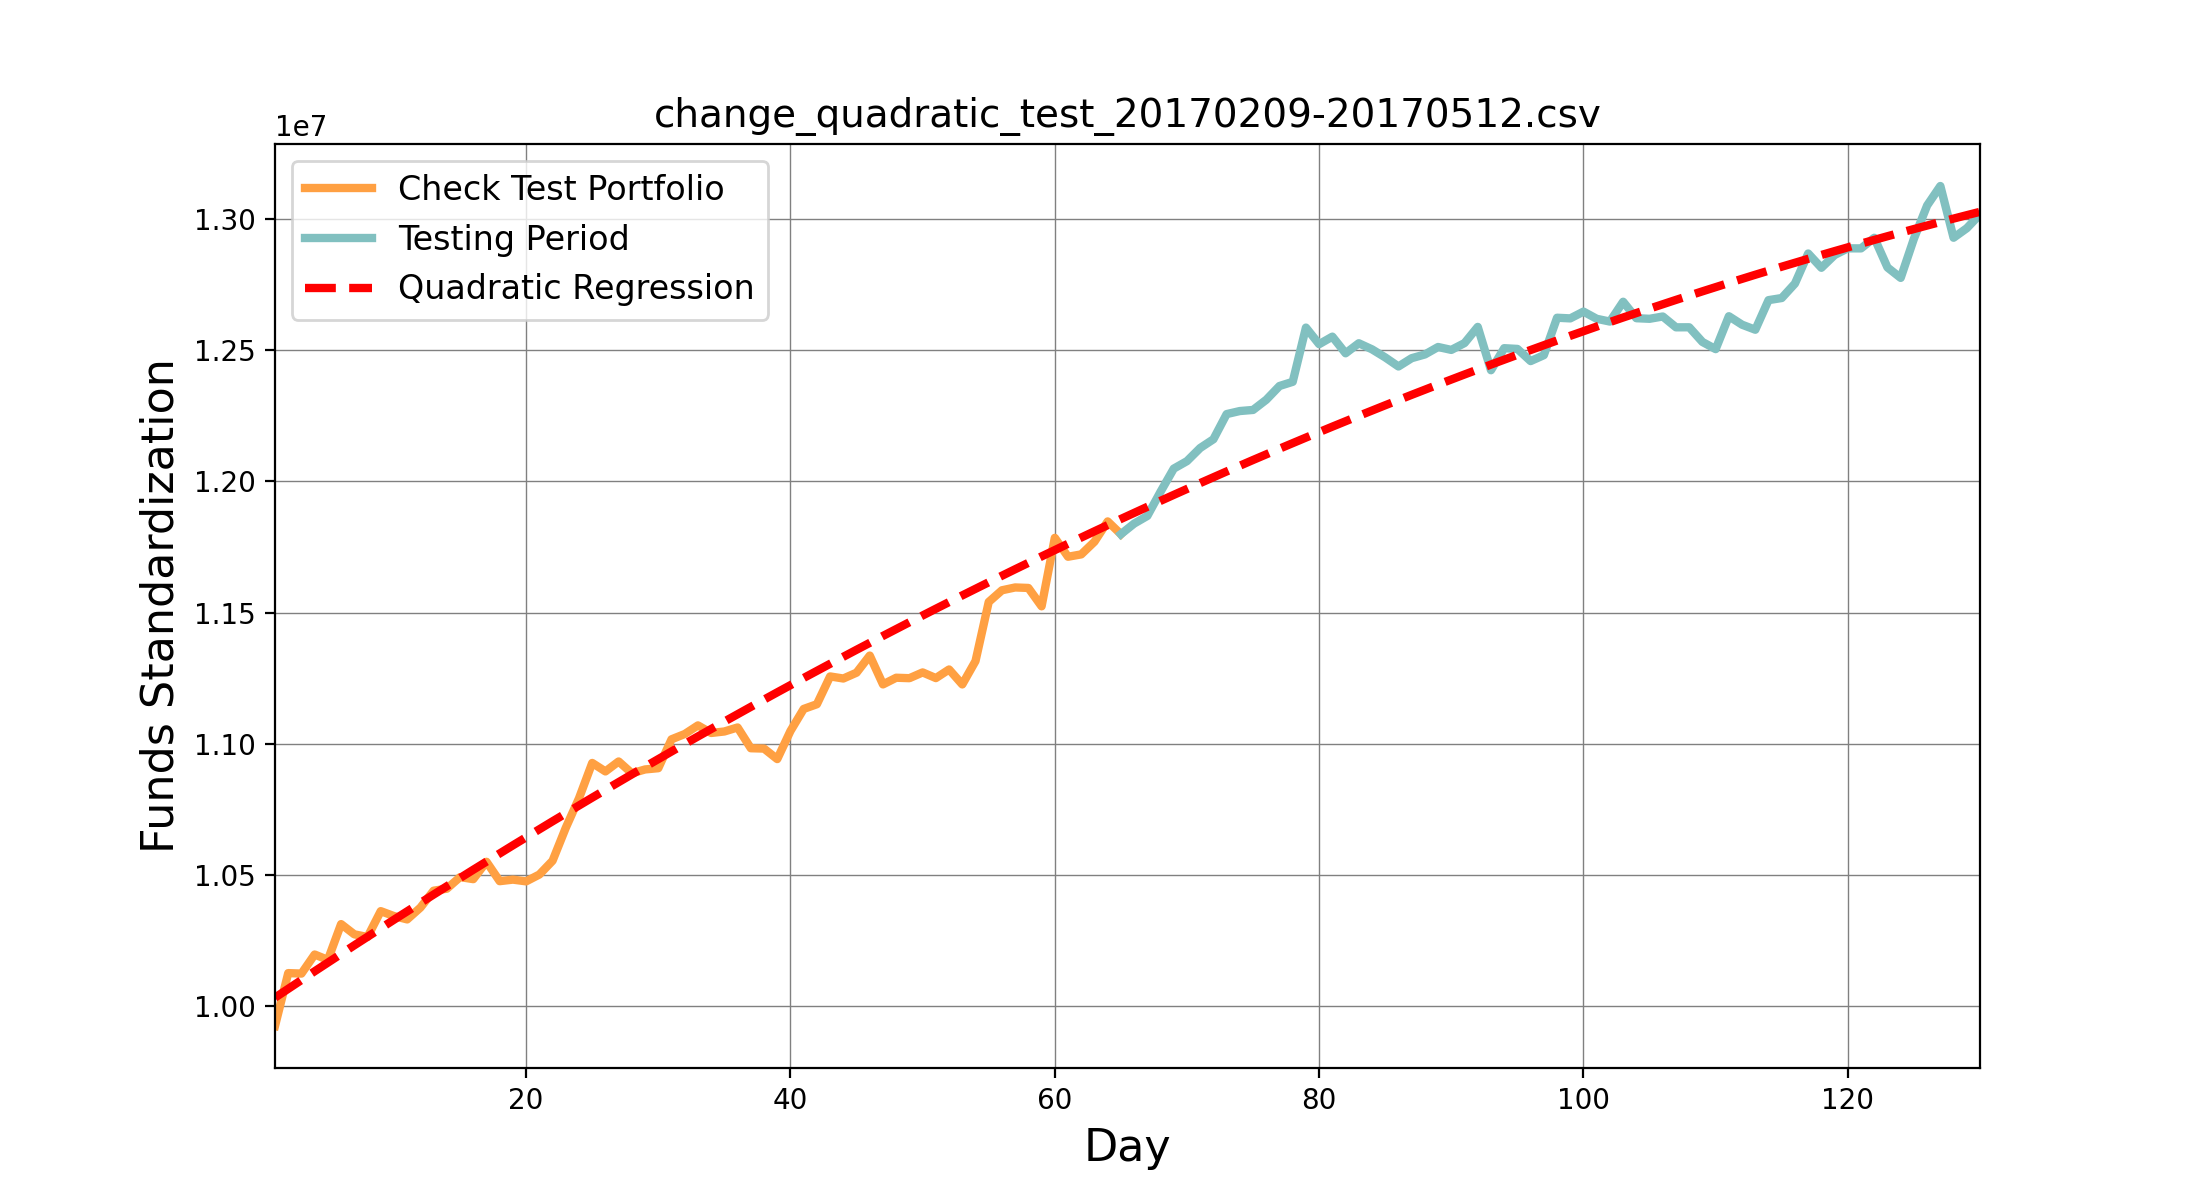 change_quadratic_test_20170209-20170512.csv
1e7
Check Test Portfolio
Testing Period
Quadratic Regression
Funds Standardization
1.30
1.25
1.20
1.15
1.10
1.05
1.00
20 40 60 80 100 120
Day